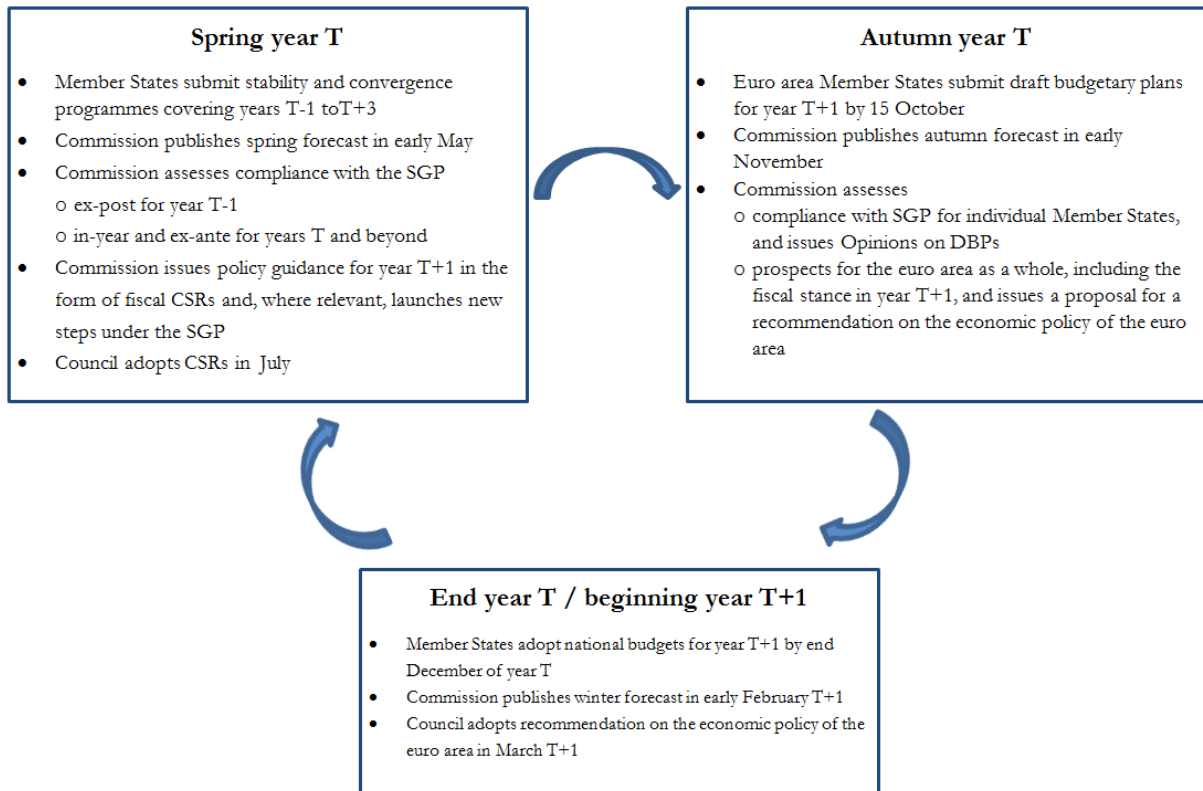 Spring year T
• Member States submit stability and convergence
programmes covering years T-1 toT+3
• Commission publishes spring forecast in early May
• Commission assesses compliance with the SGP
o ex-post for year T-1
o in-year and ex-ante for years T and beyond
• Commission issues policy guidance for year T+1 in the
form of fiscal CSRs and, where relevant, launches new
steps under the SGP
• Council adopts CSRs in July
Autumn year T
• Euro area Member States submit draft budgetary plans
for year T+1 by 15 October
• Commission publishes autumn forecast in early
November
• Commission assesses
o compliance with SGP for individual Member States,
and issues Opinions on DBPs
o prospects for the euro area as a whole, including the
fiscal stance in year T+1, and issues a proposal for a
recommendation on the economic policy of the euro
area
End year T / beginning year T+1
• Member States adopt national budgets for year T+1 by end
December of year T
• Commission publishes winter forecast in early February T+1
• Council adopts recommendation on the economic policy of the
euro area in March T+1